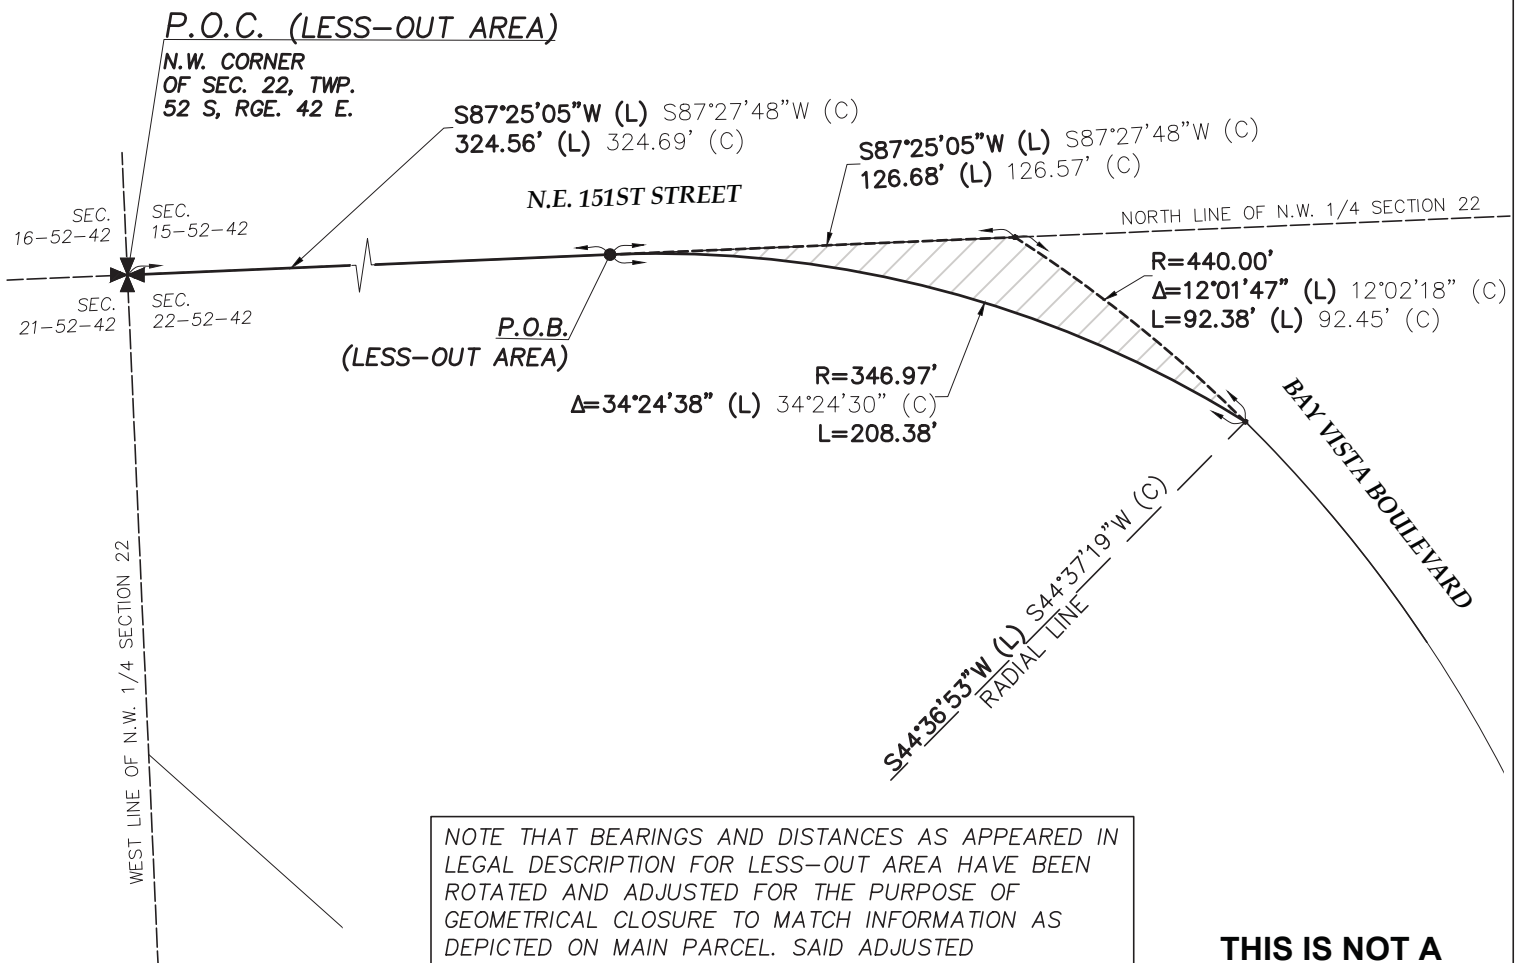 P.O.C. (LESS-OUT AREA)
N.W. CORNER
OF SEC. 22, TWP.
52 S, RGE. 42 E.
S87°25'05"W (L) S87°27'48"W (C)
324.56' (L) 324.69' (C)
S87°25'05"W (L) S87°27'48"W (C)
126.68' (L) 126.57' (C)
N.E. 151ST STREET
NORTH LINE OF N.W. 1/4 SECTION 22
SEC.
16-52-42
SEC.
15-52-42
SEC.
21-52-42
SEC.
22-52-42
R=440.00'
Δ=12°01'47" (L) 12°02'18" (C)
L=92.38' (L) 92.45' (C)
P.O.B.
(LESS-OUT AREA)
R=346.97'
Δ=34°24'38" (L) 34°24'30" (C)
L=208.38'
BAY VISTA BOULEVARD
S44°36'53"W (L) S44°37'19"W (C)
RADIAL LINE
WEST LINE OF N.W. 1/4 SECTION 22
NOTE THAT BEARINGS AND DISTANCES AS APPEARED IN
LEGAL DESCRIPTION FOR LESS-OUT AREA HAVE BEEN
ROTATED AND ADJUSTED FOR THE PURPOSE OF
GEOMETRICAL CLOSURE TO MATCH INFORMATION AS
DEPICTED ON MAIN PARCEL. SAID ADJUSTED
THIS IS NOT A